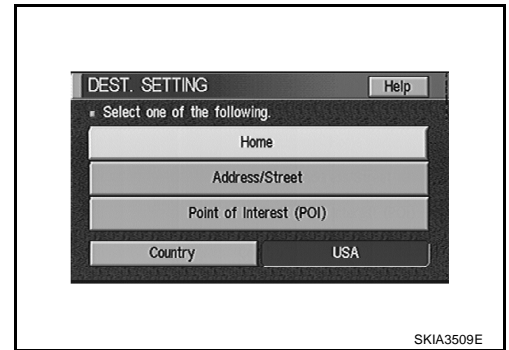 DEST. SETTING Help
Select one of the following.
Home
Address/Street
Point of Interest (POI)
Country USA
SKIA3509E